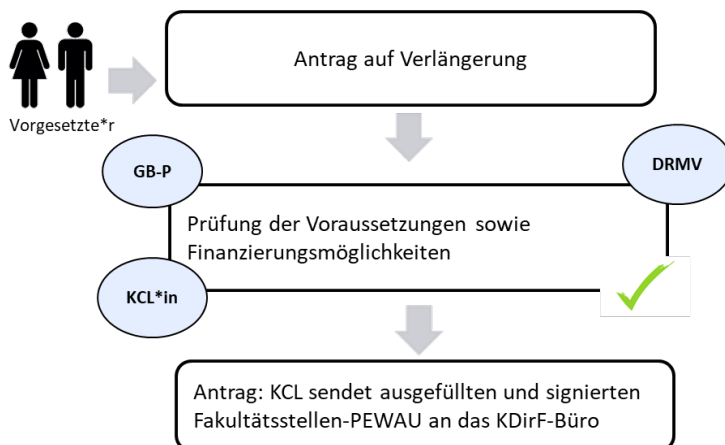 Antrag auf Verlängerung
Vorgesetzte*r
GB-P
DRMV
Prüfung der Voraussetzungen sowie
Finanzierungsmöglichkeiten
KCL*in
Antrag: KCL sendet ausgefüllten und signierten
Fakultätsstellen-PEWAU an das KDirF-Büro